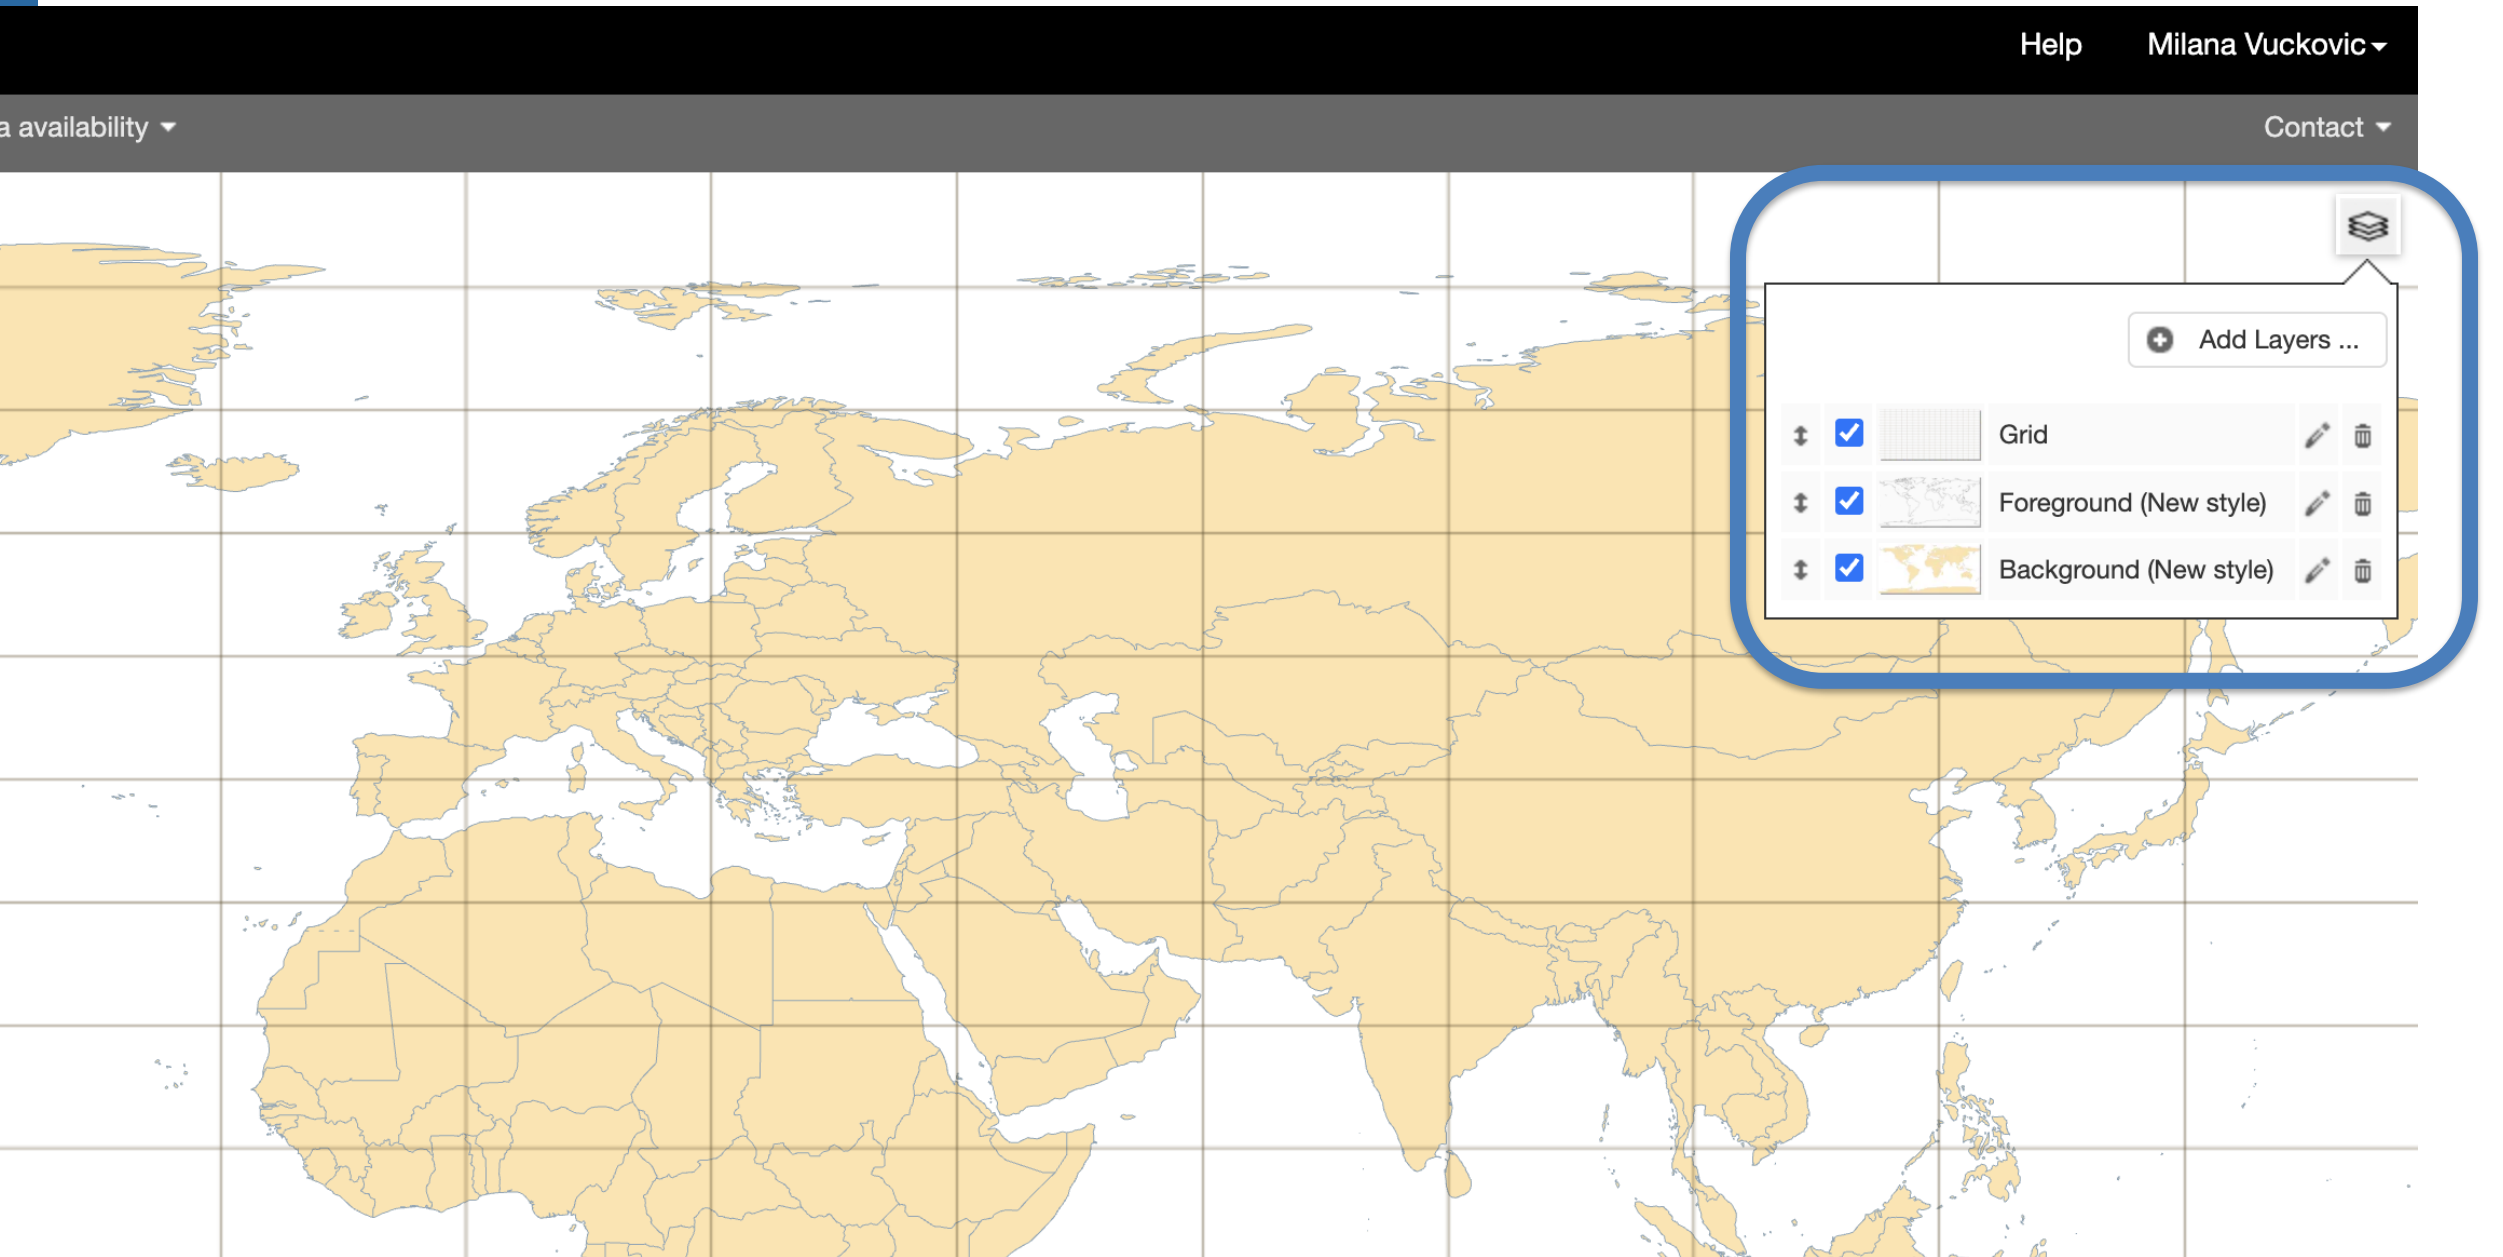 Help Milana Vuckovic
a availability Contact
Add Layers ...
Grid
Foreground (New style)
Background (New style)